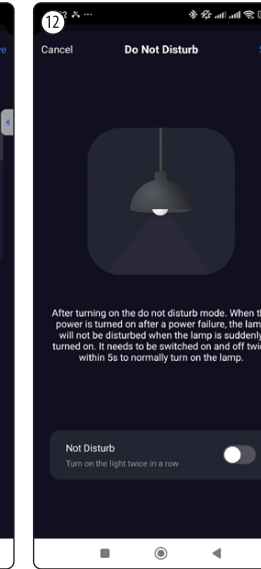 12
Cancel Do Not Disturb
After turning on the do not disturb mode. When
power is turned on after a power failure, the
will not be disturbed when the lamp is suddenly
turned on. It needs to be switched on and off
within 5s to normally turn on the lamp.
Not Disturb
Turn on the light twice in a row